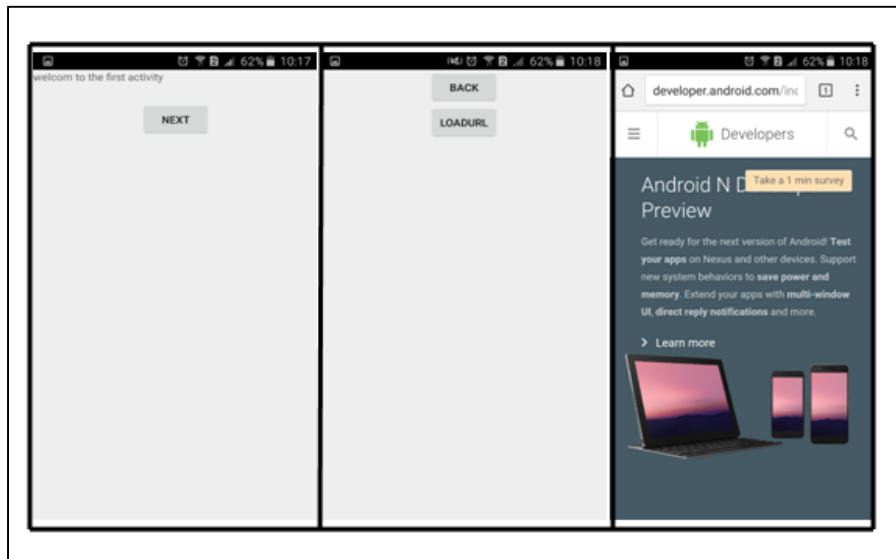 62% 10:17
welcom to the first activity
NEXT
62% 10:18
BACK
LOADURL
62% 10:18
developer.android.com/inc
1
Developers
Take a 1 min survey
Android N D
Preview
Get ready for the next version of Android! Test
your apps on Nexus and other devices. Support
new system behaviors to save power and
memory. Extend your apps with multi-window
UI, direct reply notifications and more.
> Learn more